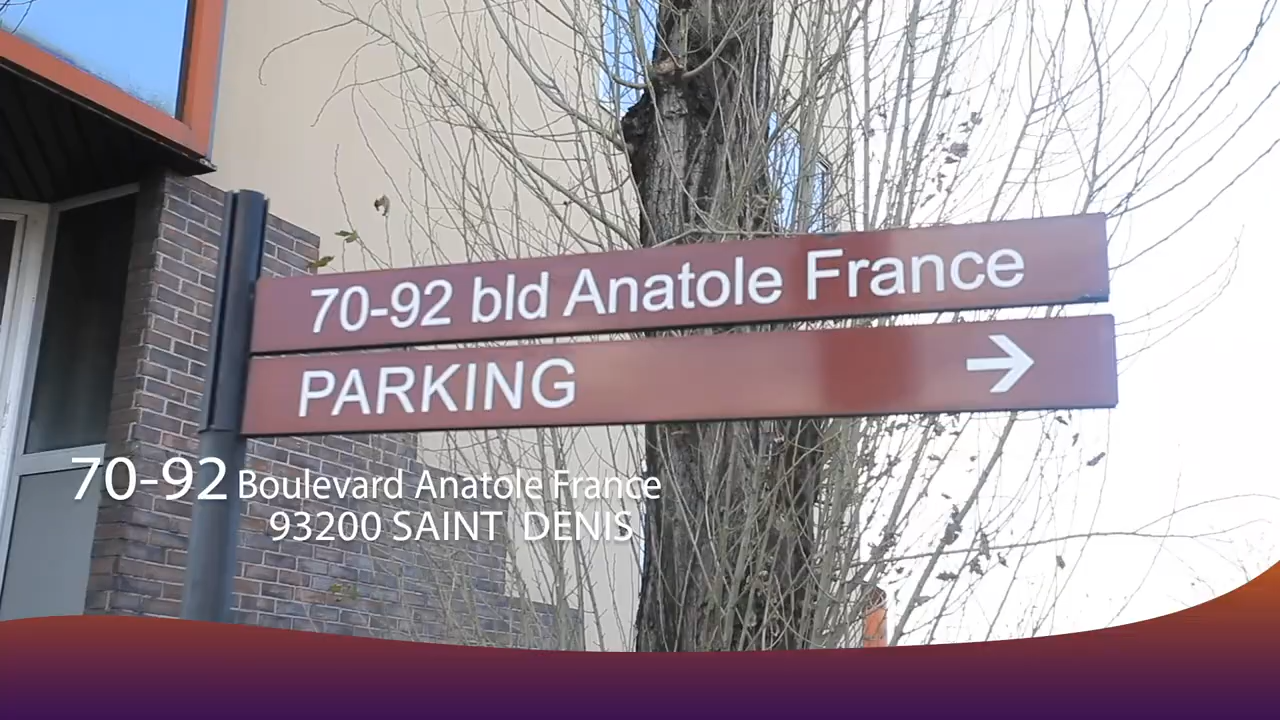 70-92 bld Anatole France
PARKING →
70-92 Boulevard Anatole France
93200 SAINT DENIS